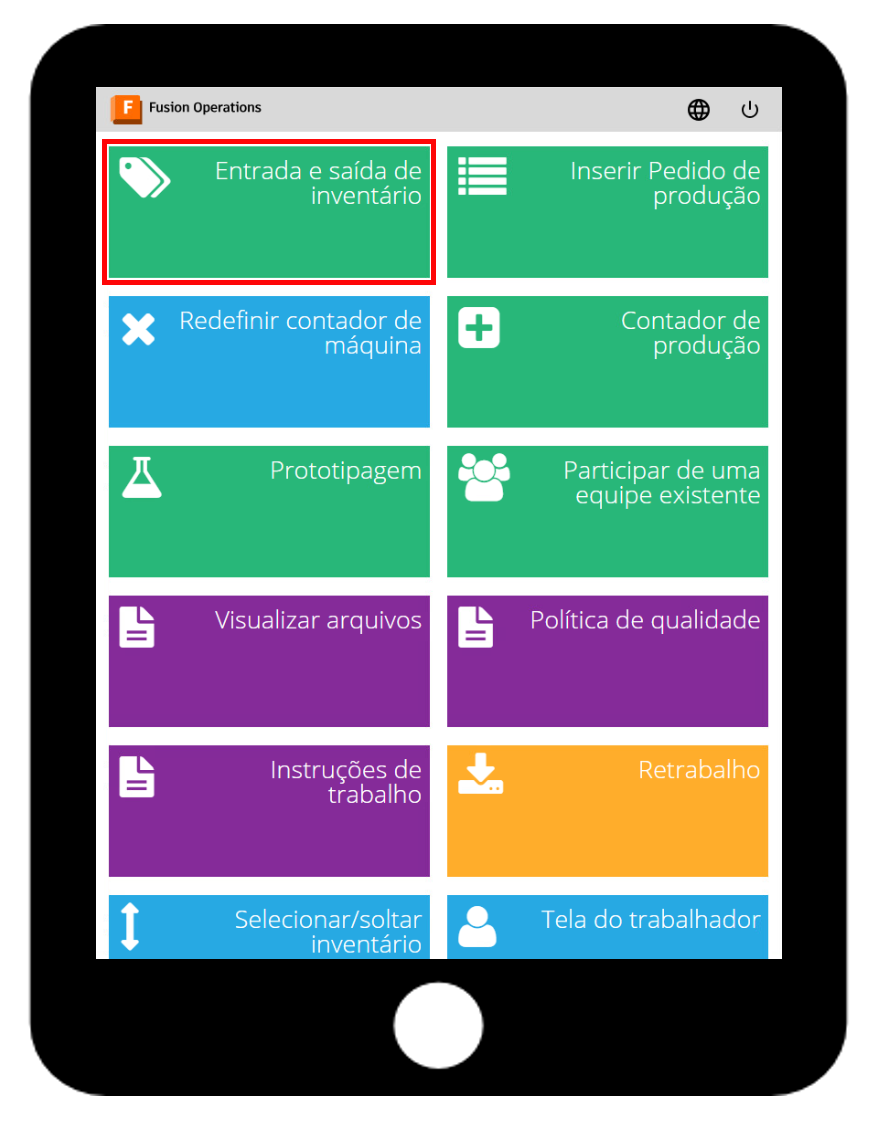 F Fusion Operations
Entrada e saída de
inventário
Inserir Pedido de
produção
Redefinir contador de
máquina
Contador de
produção
Prototipagem
Participar de uma
equipe existente
Visualizar arquivos
Política de qualidade
Instruções de
trabalho
Retrabalho
Selecionar/soltar
inventário
Tela do trabalhador